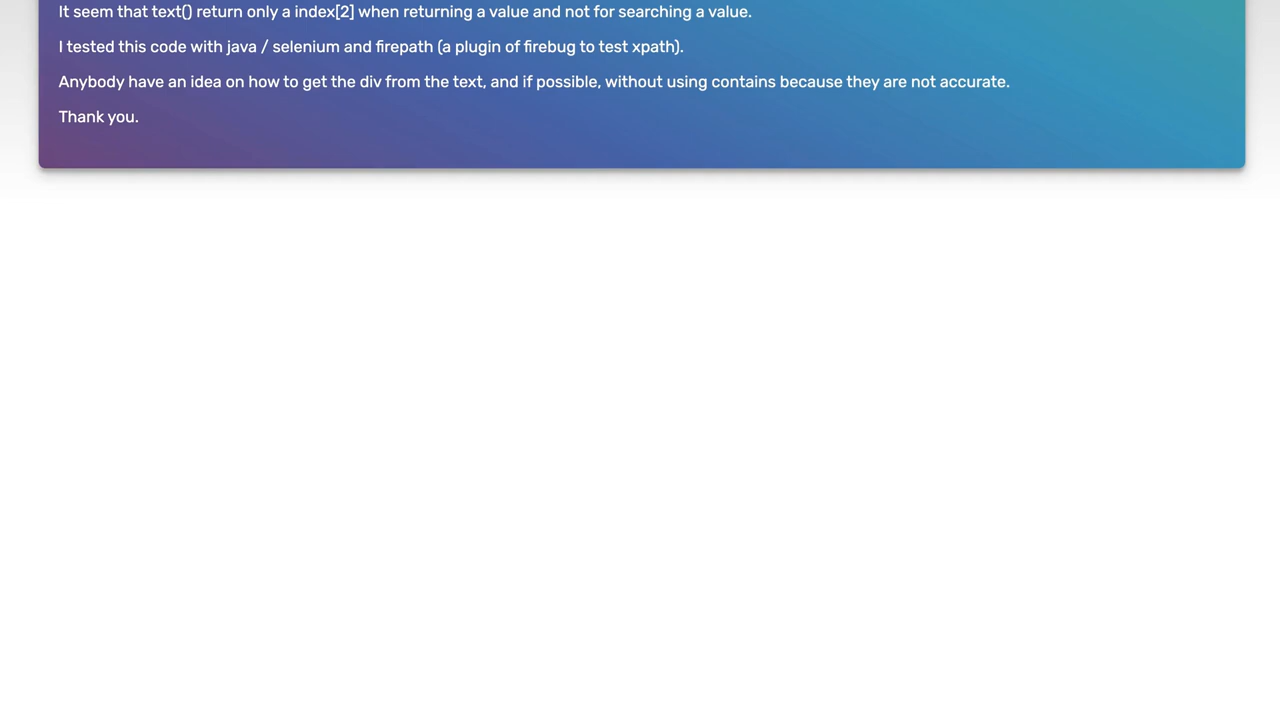 It seem that text() return only a index[2] when returning a value and not for searching a value.
I tested this code with java / selenium and firepath (a plugin of firebug to test xpath).
Anybody have an idea on how to get the div from the text, and if possible, without using contains because they are not accurate.
Thank you.